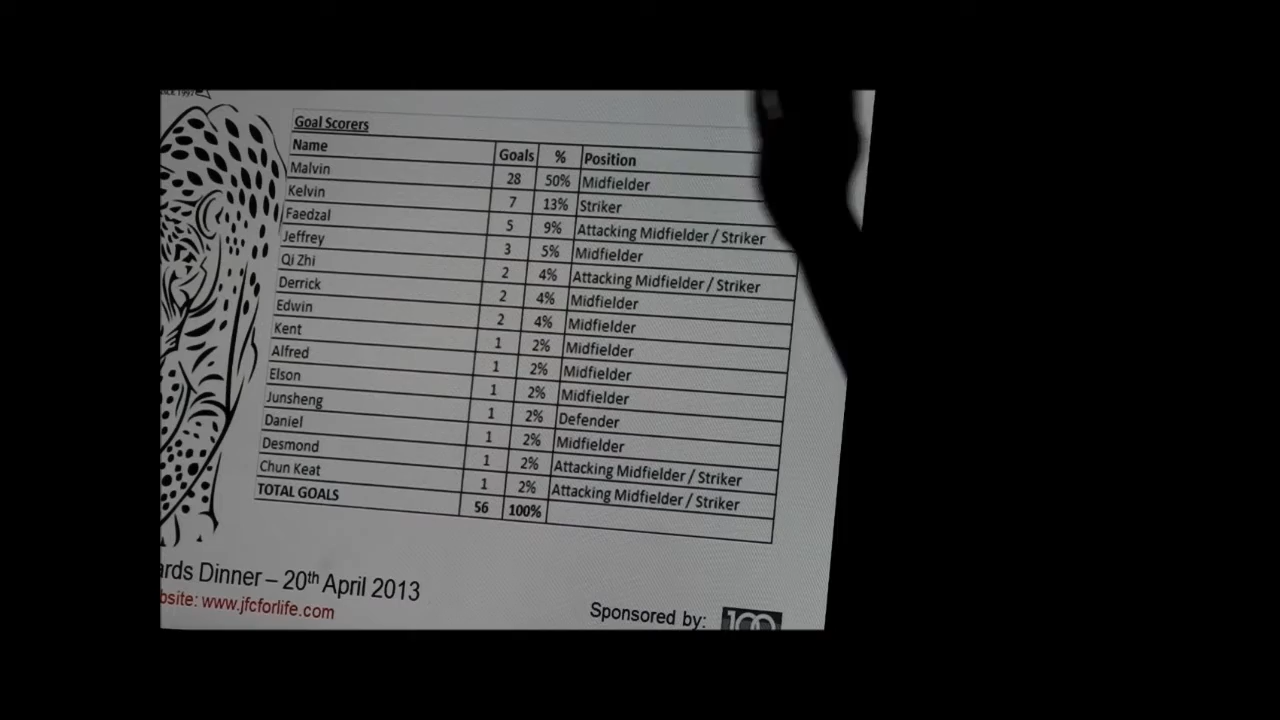 Goal Scorers
Name Goals % Position
Malvin 28 50% Midfielder
Kelvin 7 13% Striker
Faedzal 5 9% Attacking Midfielder / Striker
Jeffrey 3 5% Midfielder
Qi Zhi 2 4% Attacking Midfielder / Striker
Derrick 2 4% Midfielder
Edwin 2 4% Midfielder
Kent 1 2% Midfielder
Alfred 1 2% Midfielder
Elson 1 2% Midfielder
Junsheng 1 2% Defender
Daniel 1 2% Midfielder
Desmond 1 2% Attacking Midfielder / Striker
Chun Keat 1 2% Attacking Midfielder / Striker
TOTAL GOALS 56 100%
ards Dinner – 20th April 2013
bsite: www.jfcforlife.com
Sponsored by: 100